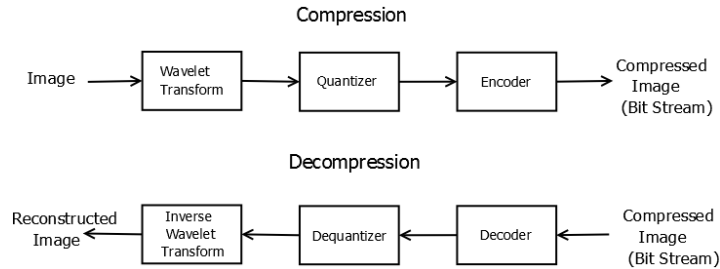 Compression
Image
Wavelet
Transform
Quantizer
Encoder
Compressed
Image
(Bit Stream)
Decompression
Reconstructed
Image
Inverse
Wavelet
Transform
Dequantizer
Decoder
Compressed
Image
(Bit Stream)